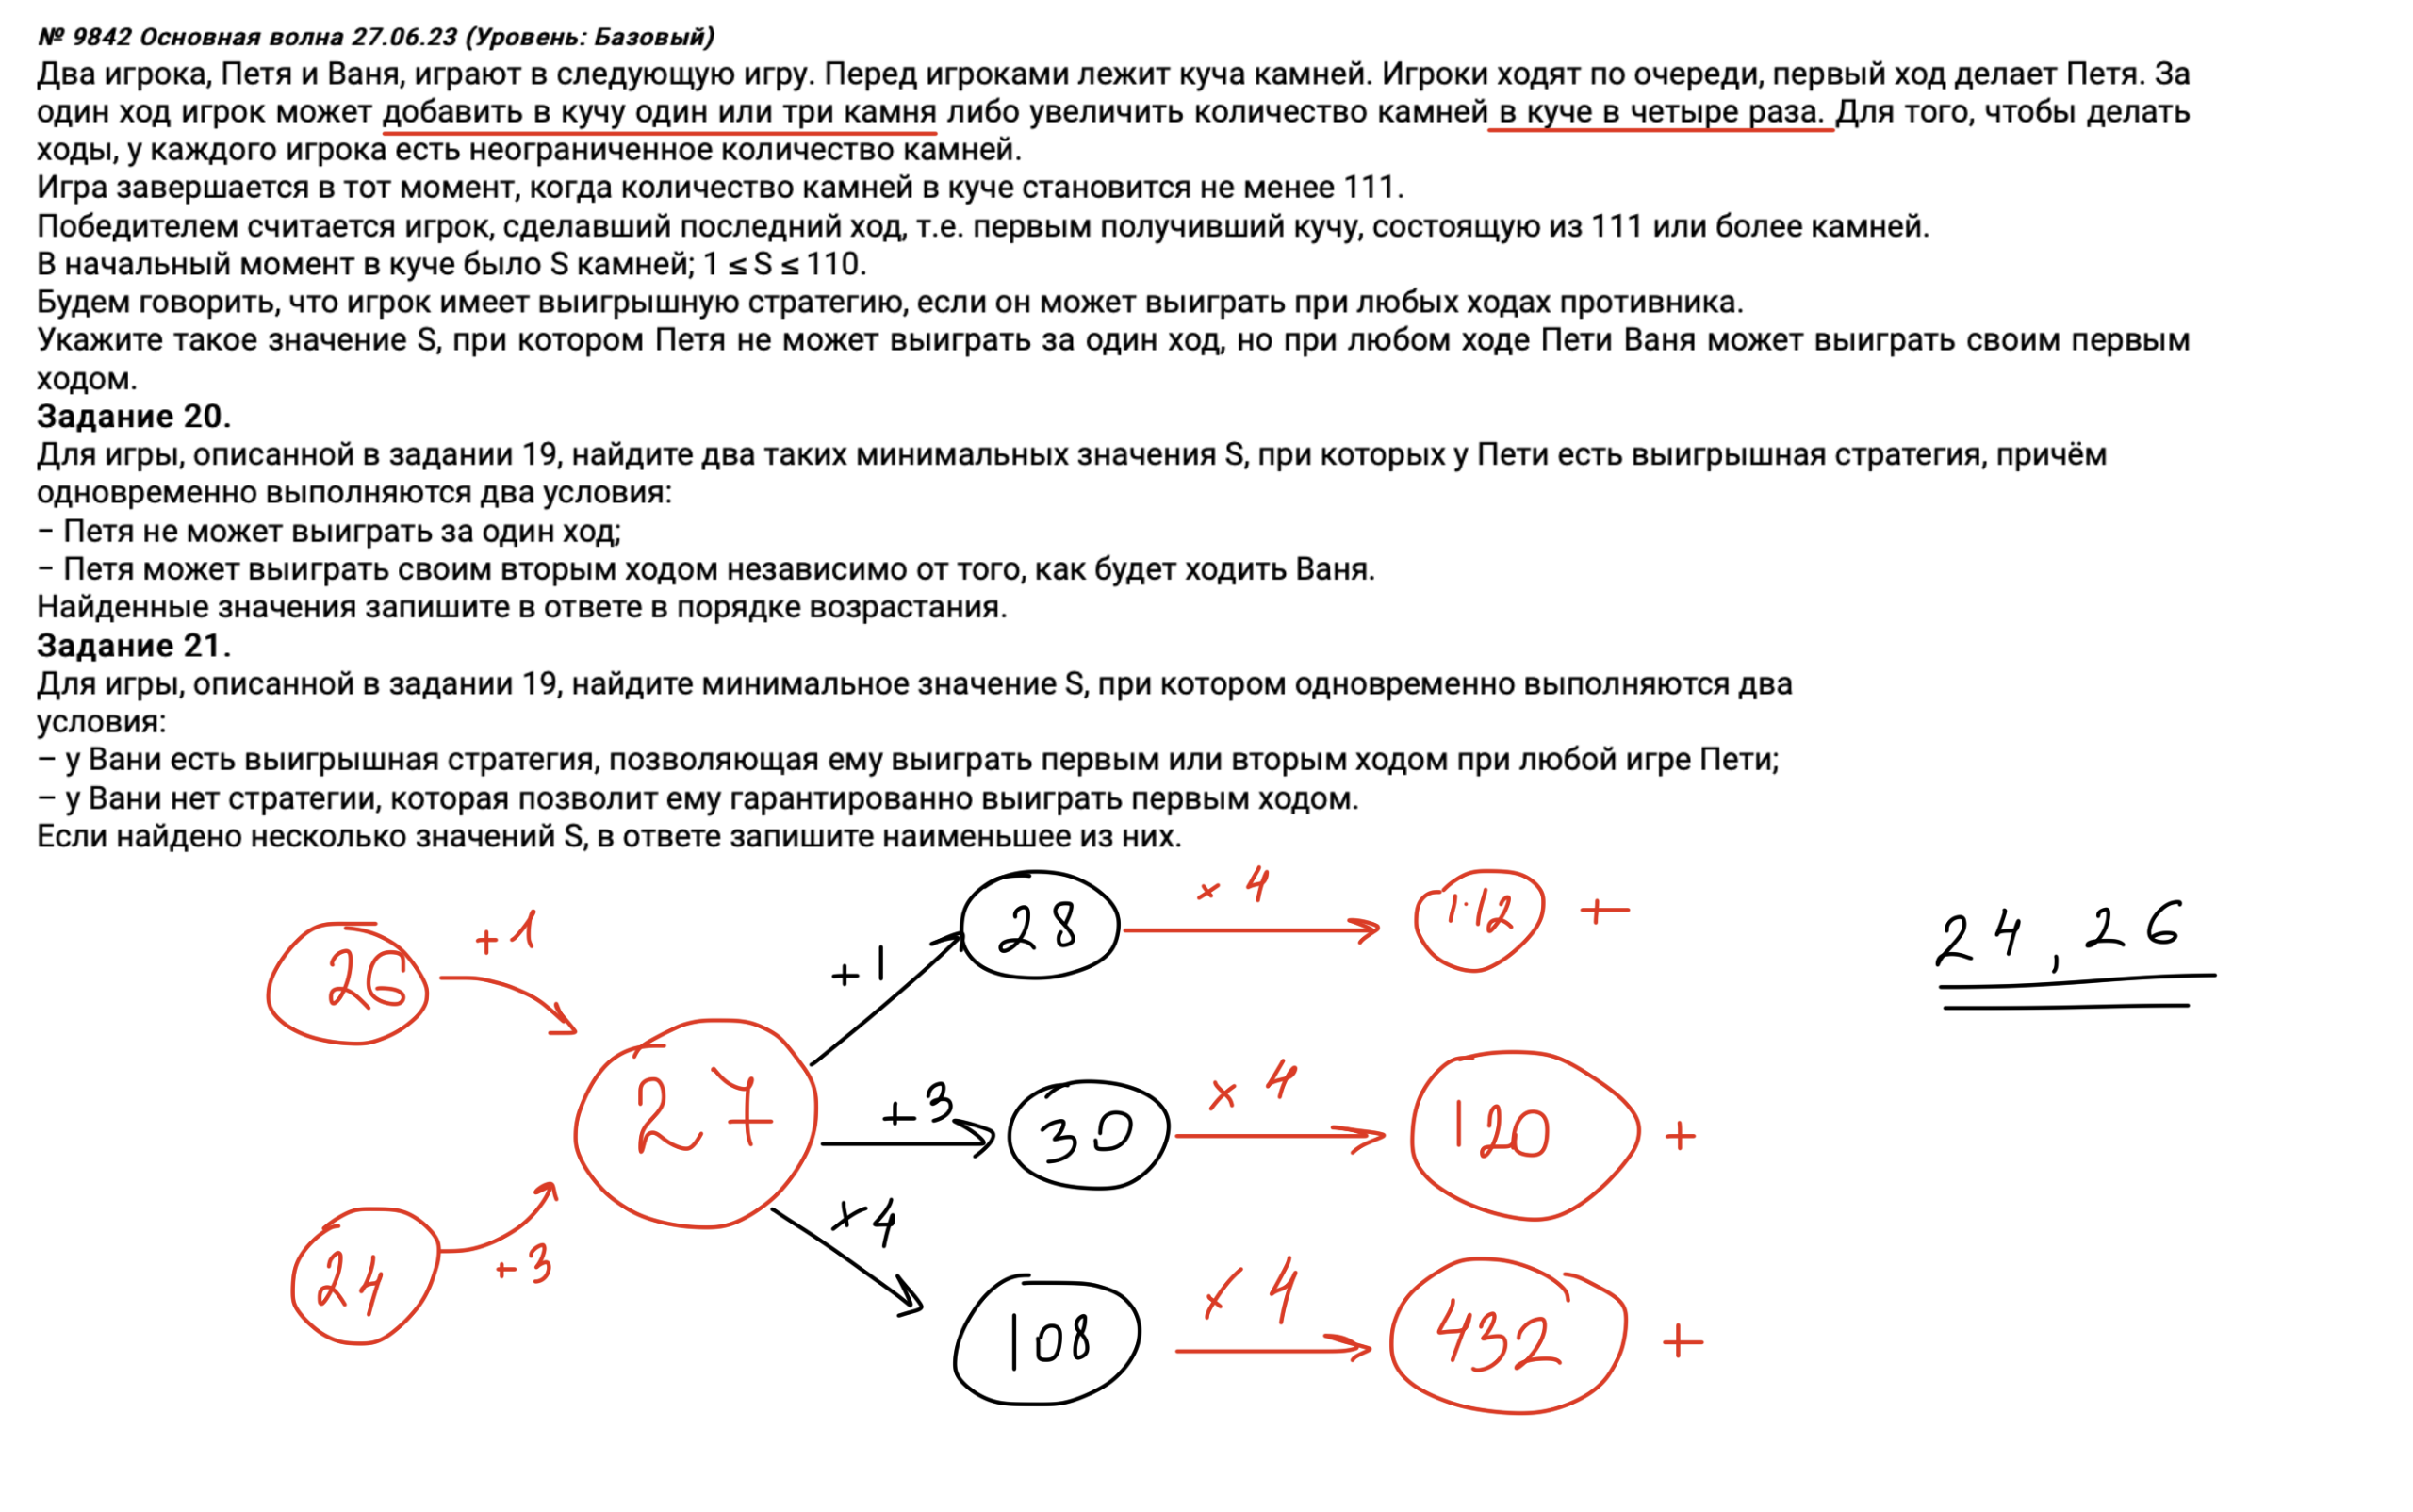 № 9842 Основная волна 27.06.23 (Уровень: Базовый)
Два игрока, Петя и Ваня, играют в следующую игру. Перед игроками лежит куча камней. Игроки ходят по очереди, первый ход делает Петя. За
один ход игрок может добавить в кучу один или три камня либо увеличить количество камней в куче в четыре раза. Для того, чтобы делать
ходы, у каждого игрока есть неограниченное количество камней.
Игра завершается в тот момент, когда количество камней в куче становится не менее 111.
Победителем считается игрок, сделавший последний ход, т.е. первым получивший кучу, состоящую из 111 или более камней.
В начальный момент в куче было S камней; 1 ≤ S ≤ 110.
Будем говорить, что игрок имеет выигрышную стратегию, если он может выиграть при любых ходах противника.
Укажите такое значение S, при котором Петя не может выиграть за один ход, но при любом ходе Пети Ваня может выиграть своим первым
ходом.
Задание 20.
Для игры, описанной в задании 19, найдите два таких минимальных значения S, при которых у Пети есть выигрышная стратегия, причём
одновременно выполняются два условия:
− Петя не может выиграть за один ход;
− Петя может выиграть своим вторым ходом независимо от того, как будет ходить Ваня.
Найденные значения запишите в ответе в порядке возрастания.
Задание 21.
Для игры, описанной в задании 19, найдите минимальное значение S, при котором одновременно выполняются два
условия:
– у Вани есть выигрышная стратегия, позволяющая ему выиграть первым или вторым ходом при любой игре Пети;
– у Вани нет стратегии, которая позволит ему гарантированно выиграть первым ходом.
Если найдено несколько значений S, в ответе запишите наименьшее из них.
26 +1 +1 28 × 4 112 + 24, 26
27 +3 30 × 4 120 +
24 +3 ×4 108 × 4 432 +